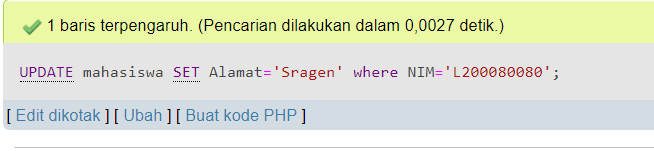 1 baris terpengaruh. (Pencarian dilakukan dalam 0,0027 detik.)
UPDATE mahasiswa SET Alamat='Sragen' where NIM='L200080080';
[ Edit dikotak ] [ Ubah ] [ Buat kode PHP ]